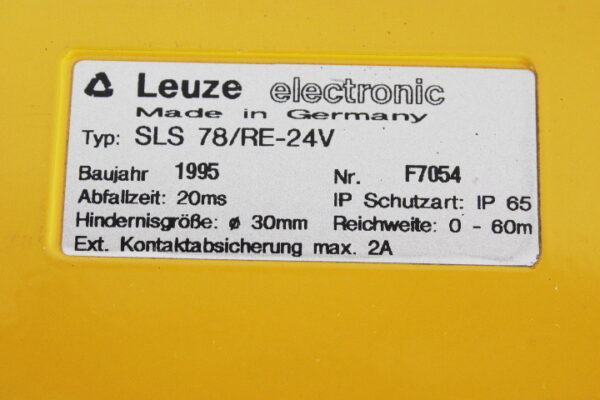 Leuze electronic
Made in Germany
Typ: SLS 78/RE-24V
Baujahr 1995 Nr. F7054
Abfallzeit: 20ms IP Schutzart: IP 65
Hindernisgröße: ø 30mm Reichweite: 0 - 60m
Ext. Kontaktabsicherung max. 2A